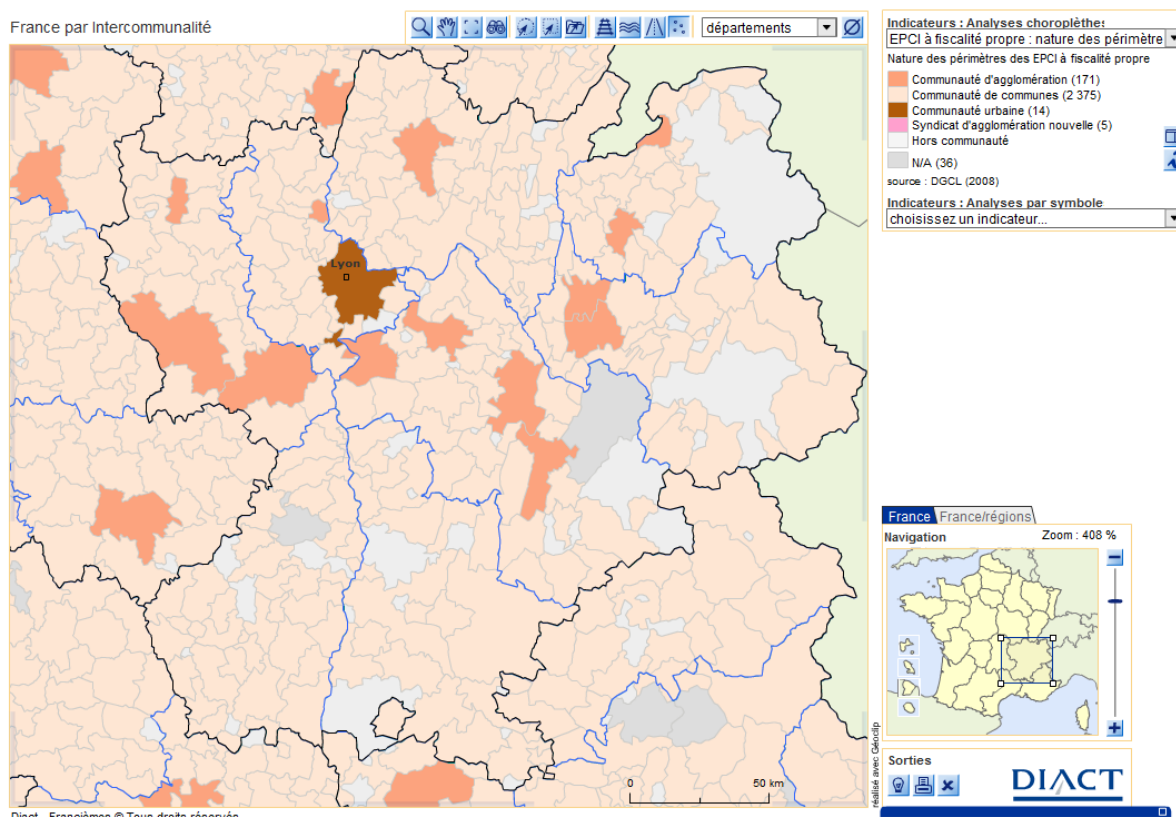 France par Intercommunalité
départements
Lyon
0
50 km
réalisé avec Géoclip
Indicateurs : Analyses choroplèthes
EPCI à fiscalité propre : nature des périmètre
Nature des périmètres des EPCI à fiscalité propre
Communauté d'agglomération (171)
Communauté de communes (2 375)
Communauté urbaine (14)
Syndicat d'agglomération nouvelle (5)
Hors communauté
N/A (36)
source : DGCL (2008)
Indicateurs : Analyses par symbole
choisissez un indicateur...
France France/régions
Navigation Zoom : 408 %
Sorties
DIACT